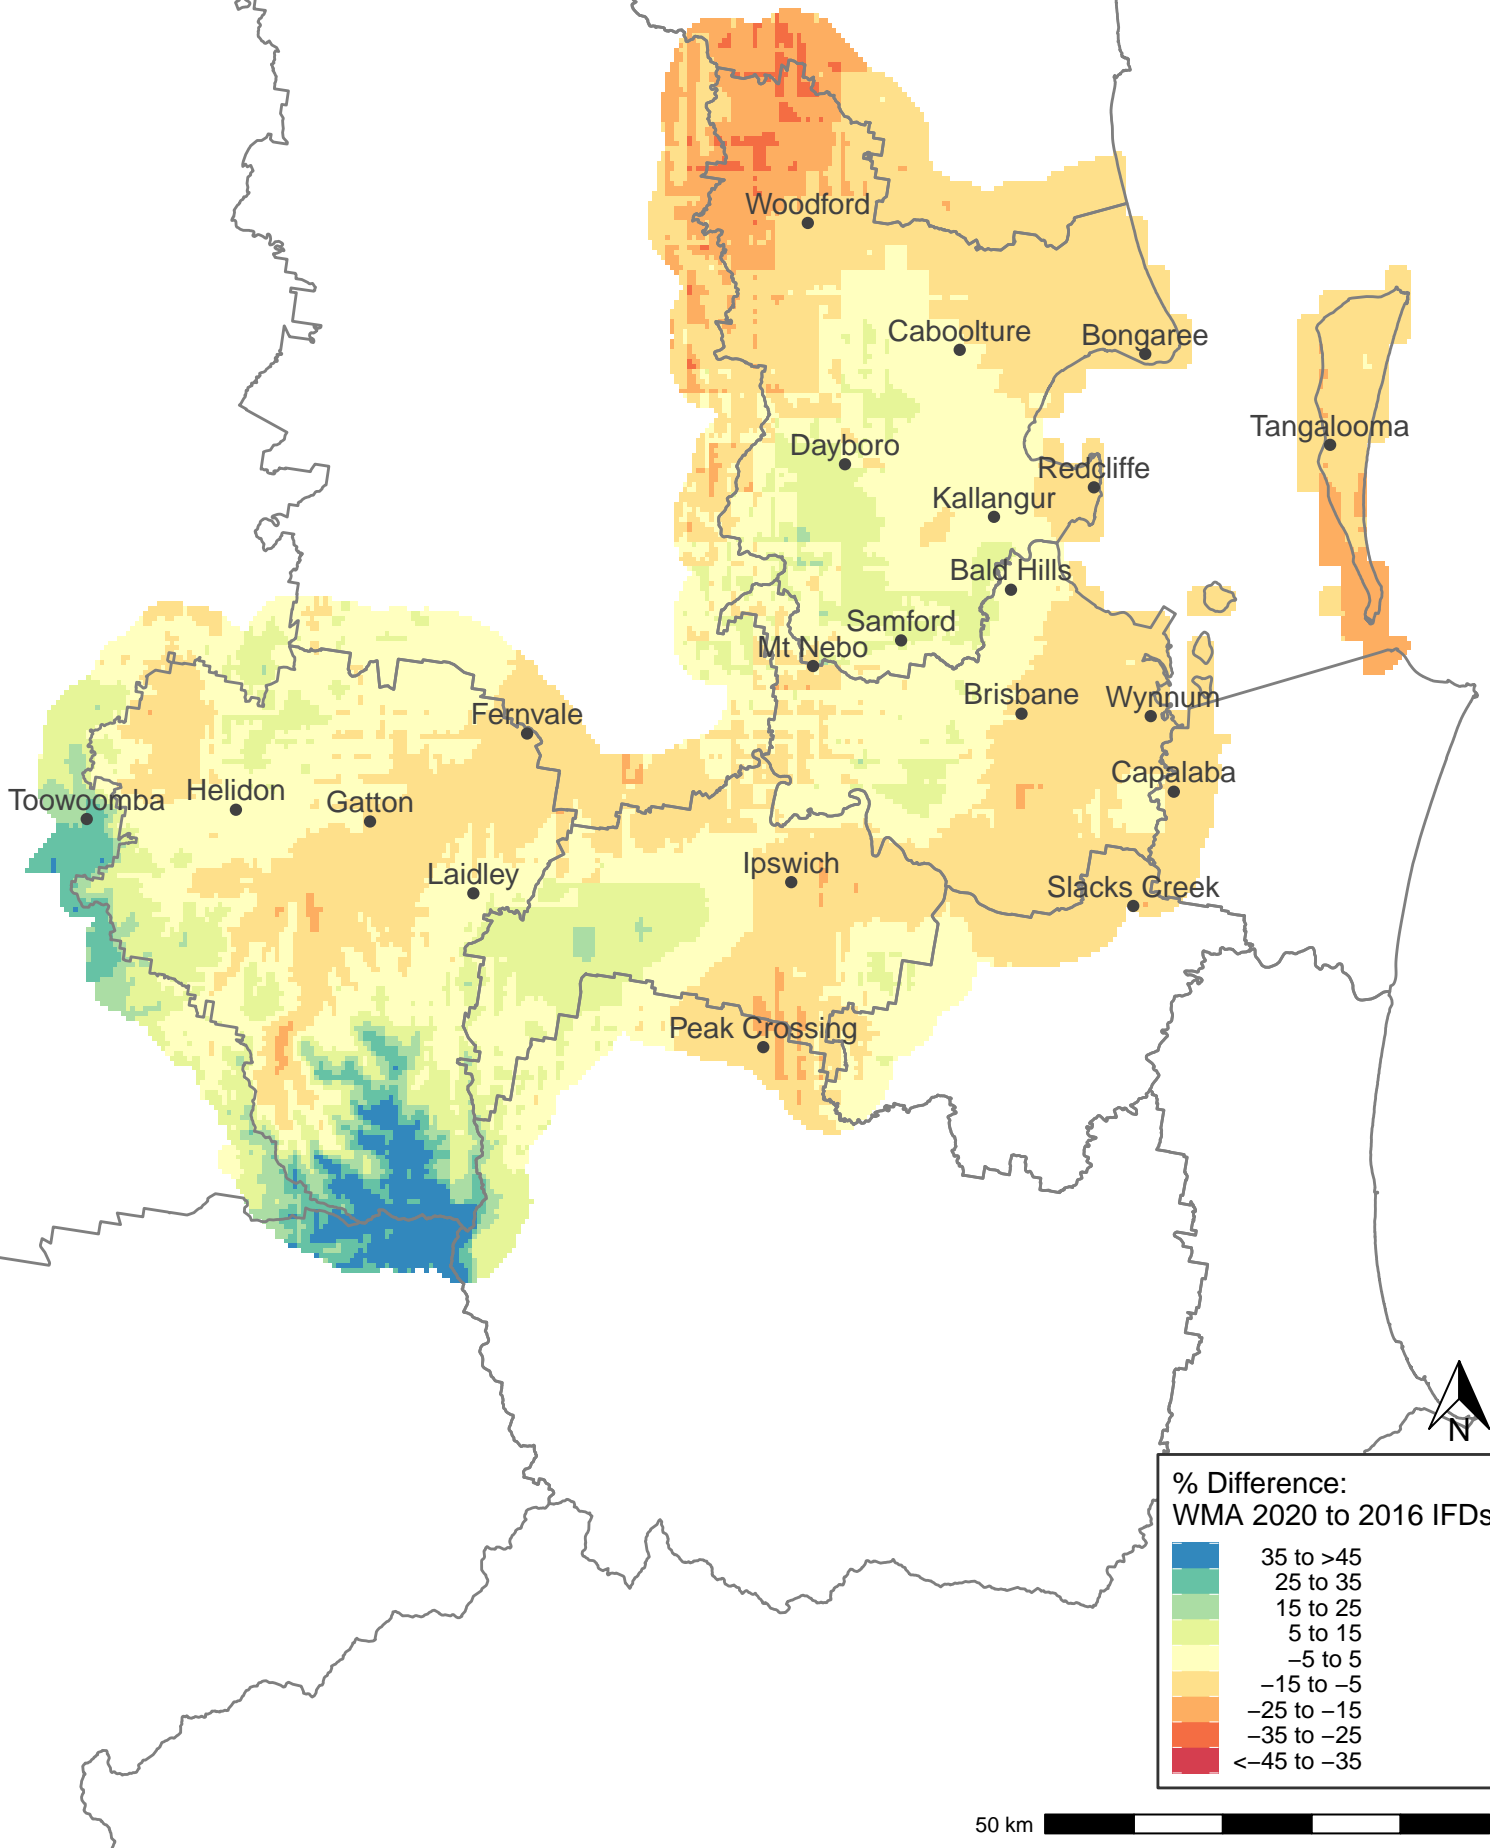 Woodford
Caboolture
Bongaree
Tangalooma
Dayboro
Redcliffe
Kallangur
Bald Hills
Samford
Mt Nebo
Brisbane
Wynnum
Fernvale
Capalaba
Toowoomba
Helidon
Gatton
Ipswich
Laidley
Slacks Creek
Peak Crossing
N
% Difference:
WMA 2020 to 2016 IFDs
35 to >45
25 to 35
15 to 25
5 to 15
−5 to 5
−15 to −5
−25 to −15
−35 to −25
<−45 to −35
50 km